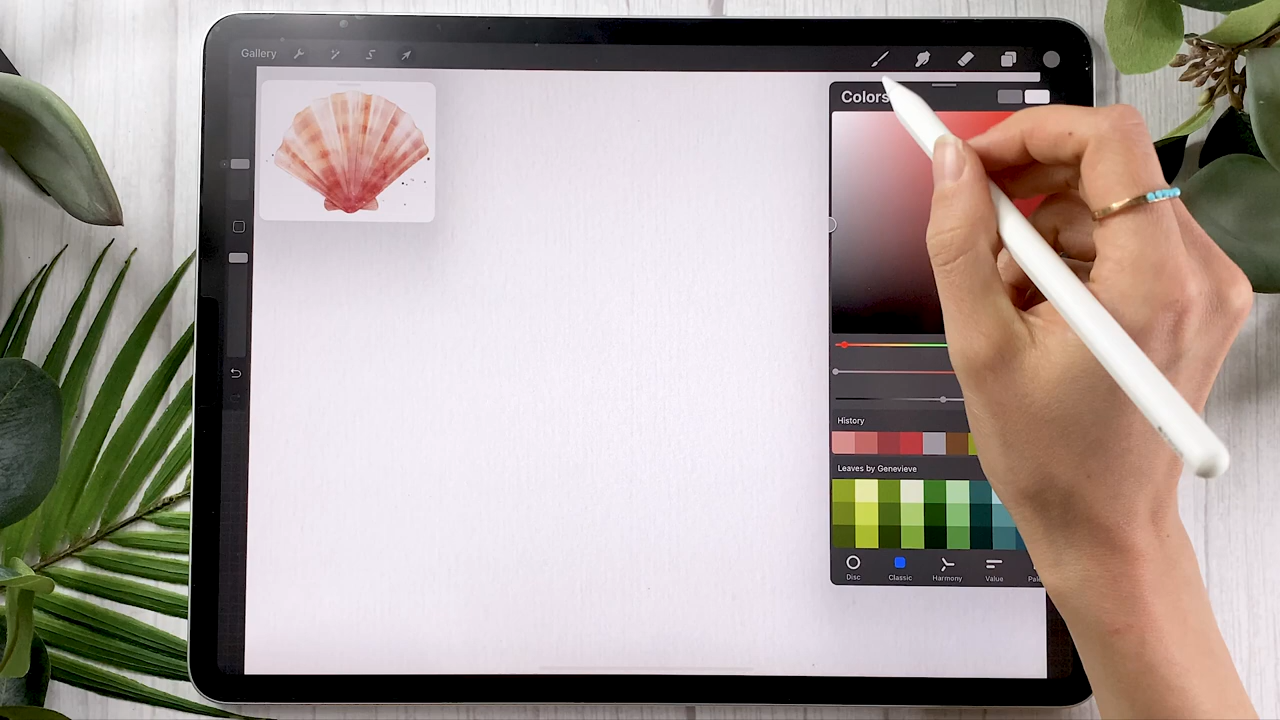 Gallery
Colors
History
Leaves by Genevieve
Disc
Classic
Harmony
Value